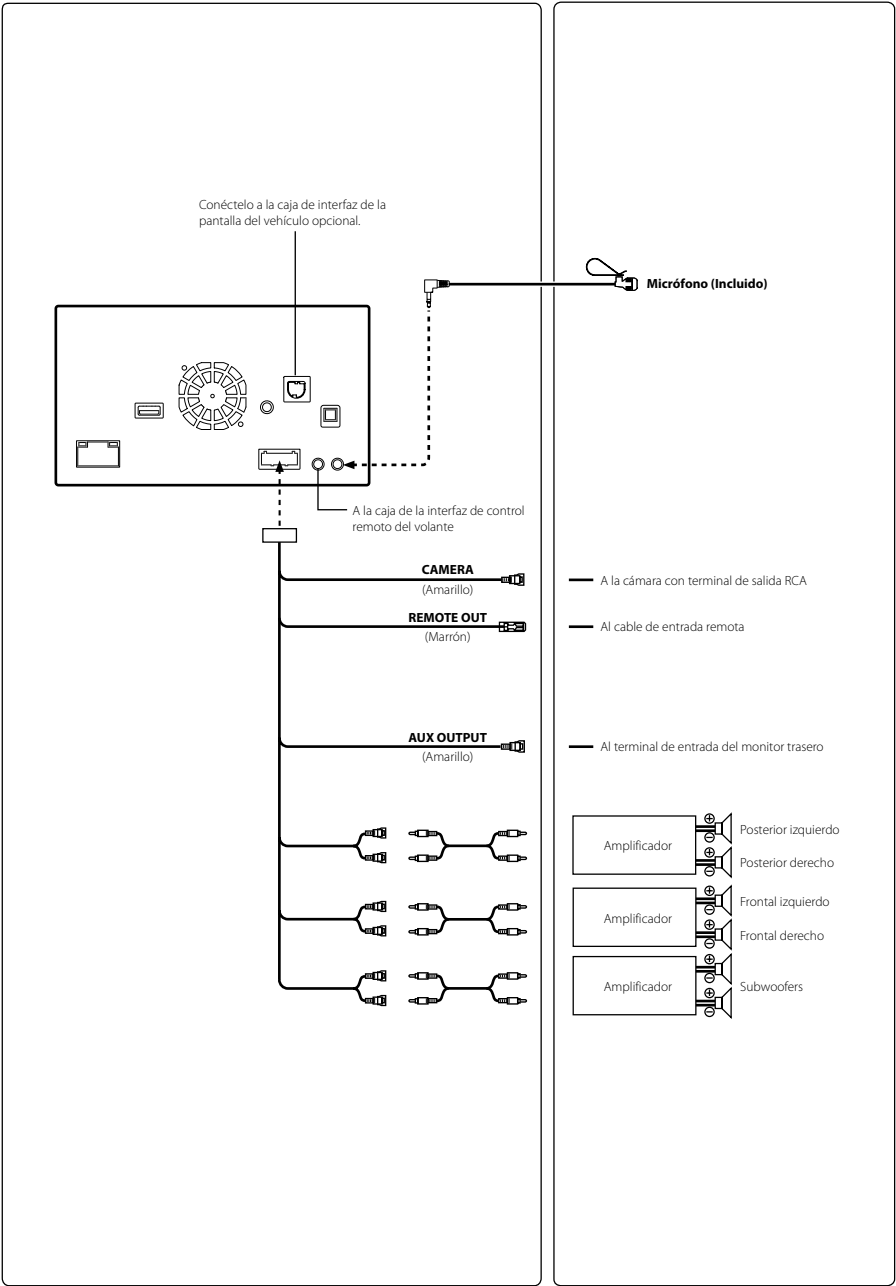 Conéctelo a la caja de interfaz de la
pantalla del vehículo opcional.
Micrófono (Incluido)
A la caja de la interfaz de control
remoto del volante
CAMERA
(Amarillo)
A la cámara con terminal de salida RCA
REMOTE OUT
(Marrón)
Al cable de entrada remota
AUX OUTPUT
(Amarillo)
Al terminal de entrada del monitor trasero
Amplificador
Posterior izquierdo
Posterior derecho
Amplificador
Frontal izquierdo
Frontal derecho
Amplificador
Subwoofers